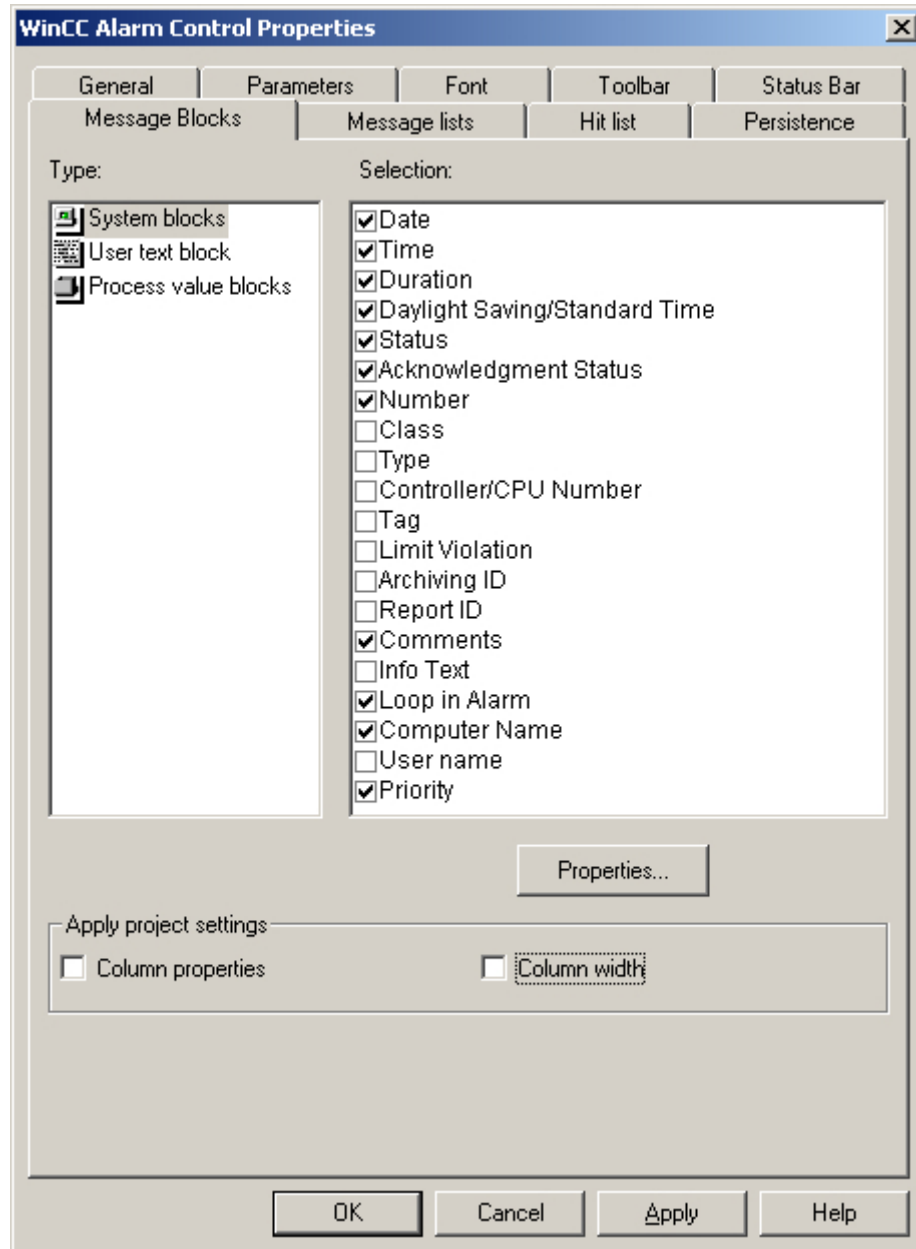 WinCC Alarm Control Properties
General Parameters Font Toolbar Status Bar
Message Blocks Message lists Hit list Persistence
Type: Selection:
System blocks
User text block
Process value blocks
Date
Time
Duration
Daylight Saving/Standard Time
Status
Acknowledgment Status
Number
Class
Type
Controller/CPU Number
Tag
Limit Violation
Archiving ID
Report ID
Comments
Info Text
Loop in Alarm
Computer Name
User name
Priority
Properties...
Apply project settings
Column properties Column width
OK Cancel Apply Help